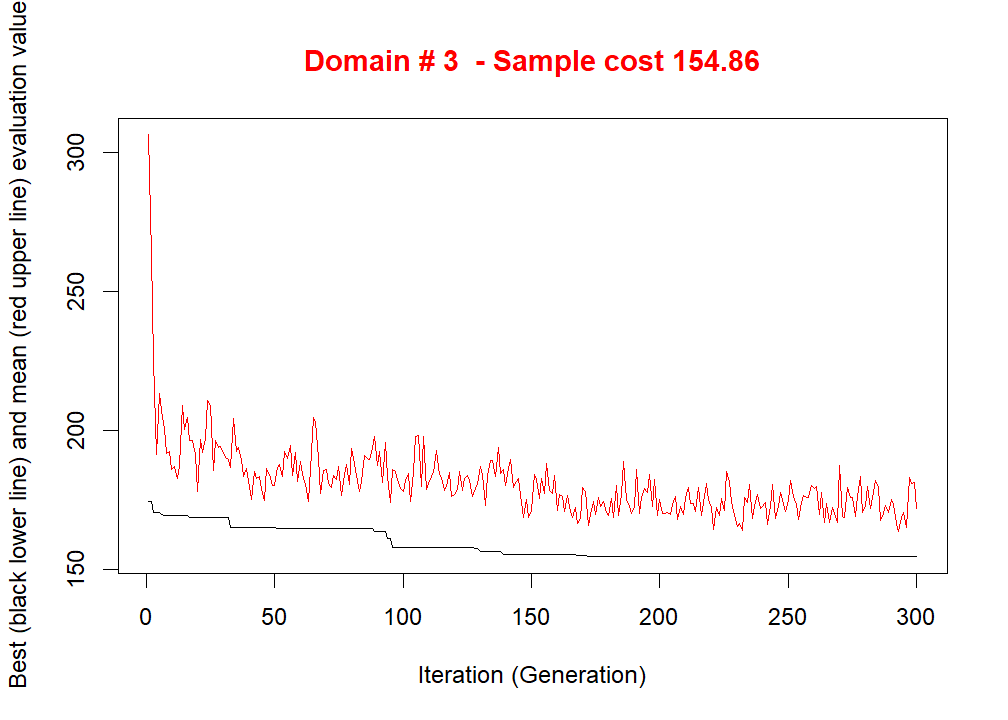 Domain # 3  - Sample cost 154.86
Best (black lower line) and mean (red upper line) evaluation value
300
250
200
150
0 50 100 150 200 250 300
Iteration (Generation)